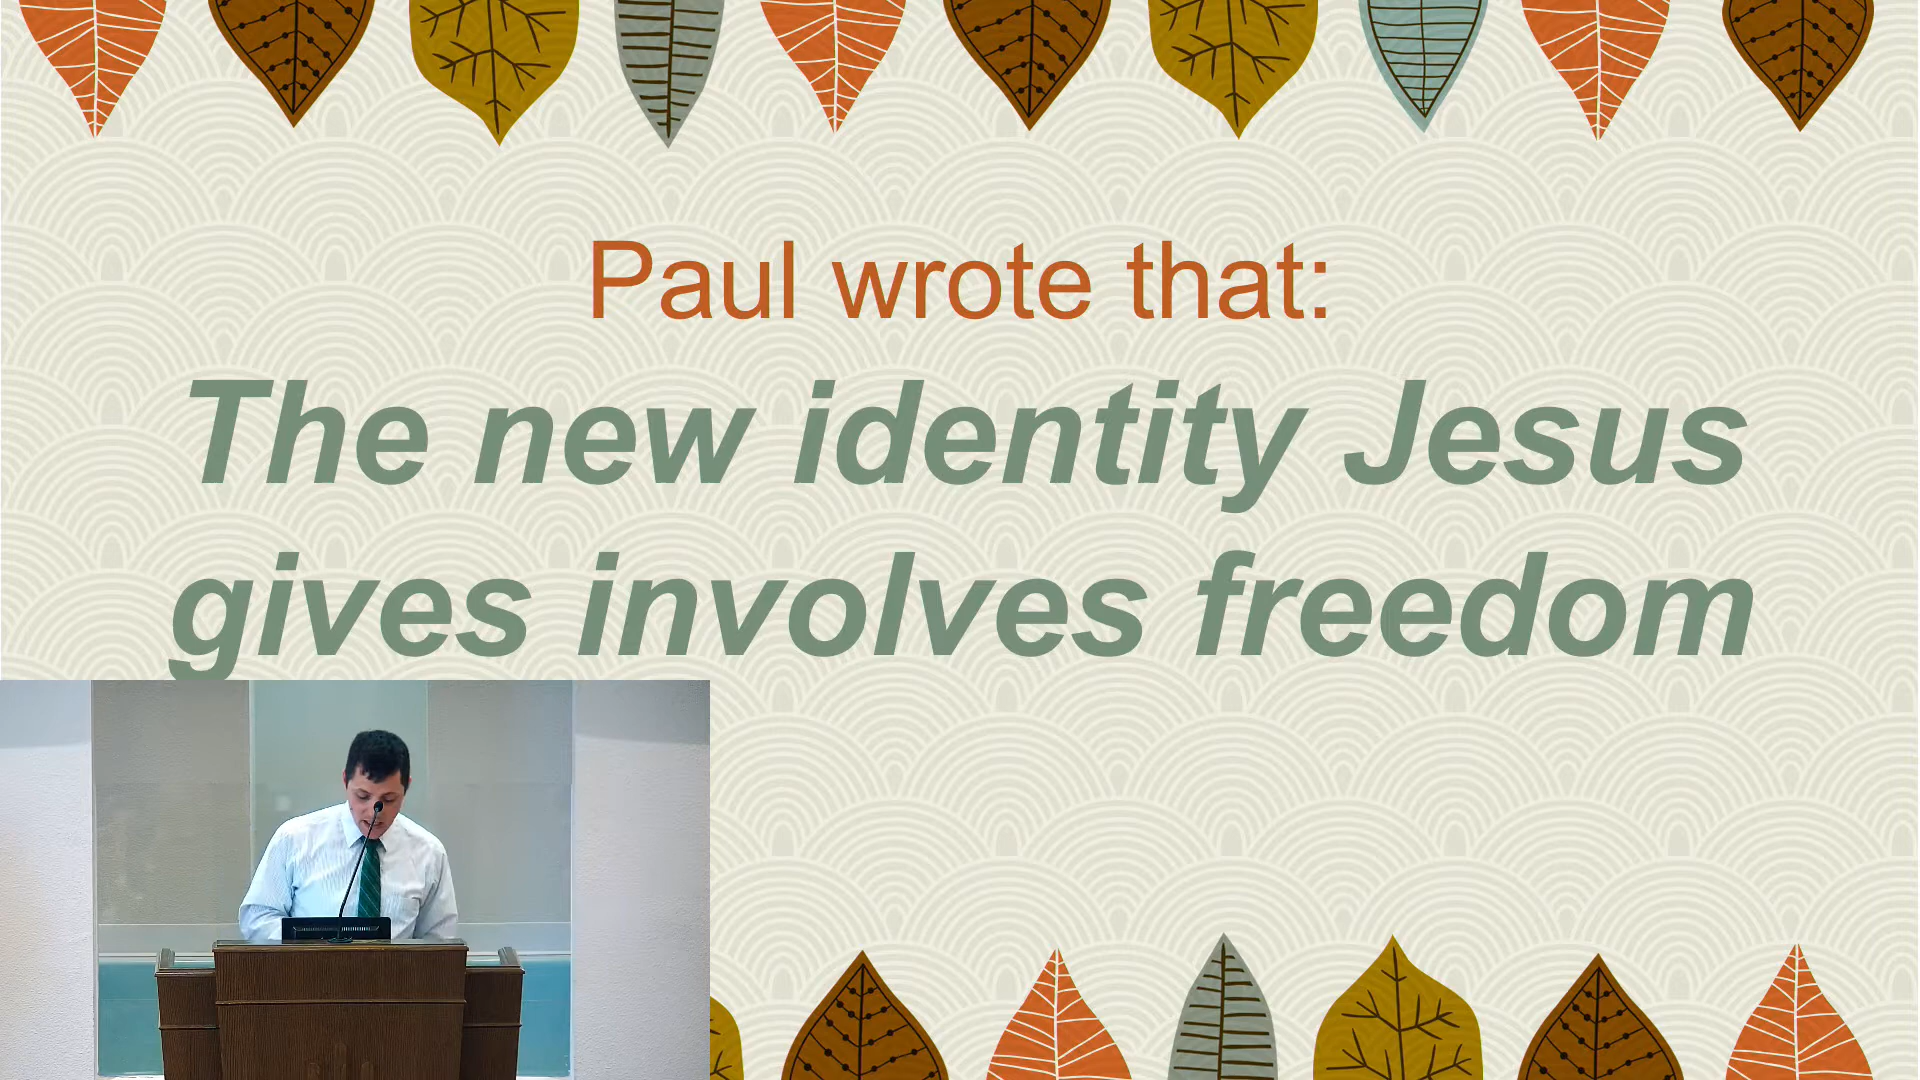 Paul wrote that:
The new identity Jesus
gives involves freedom